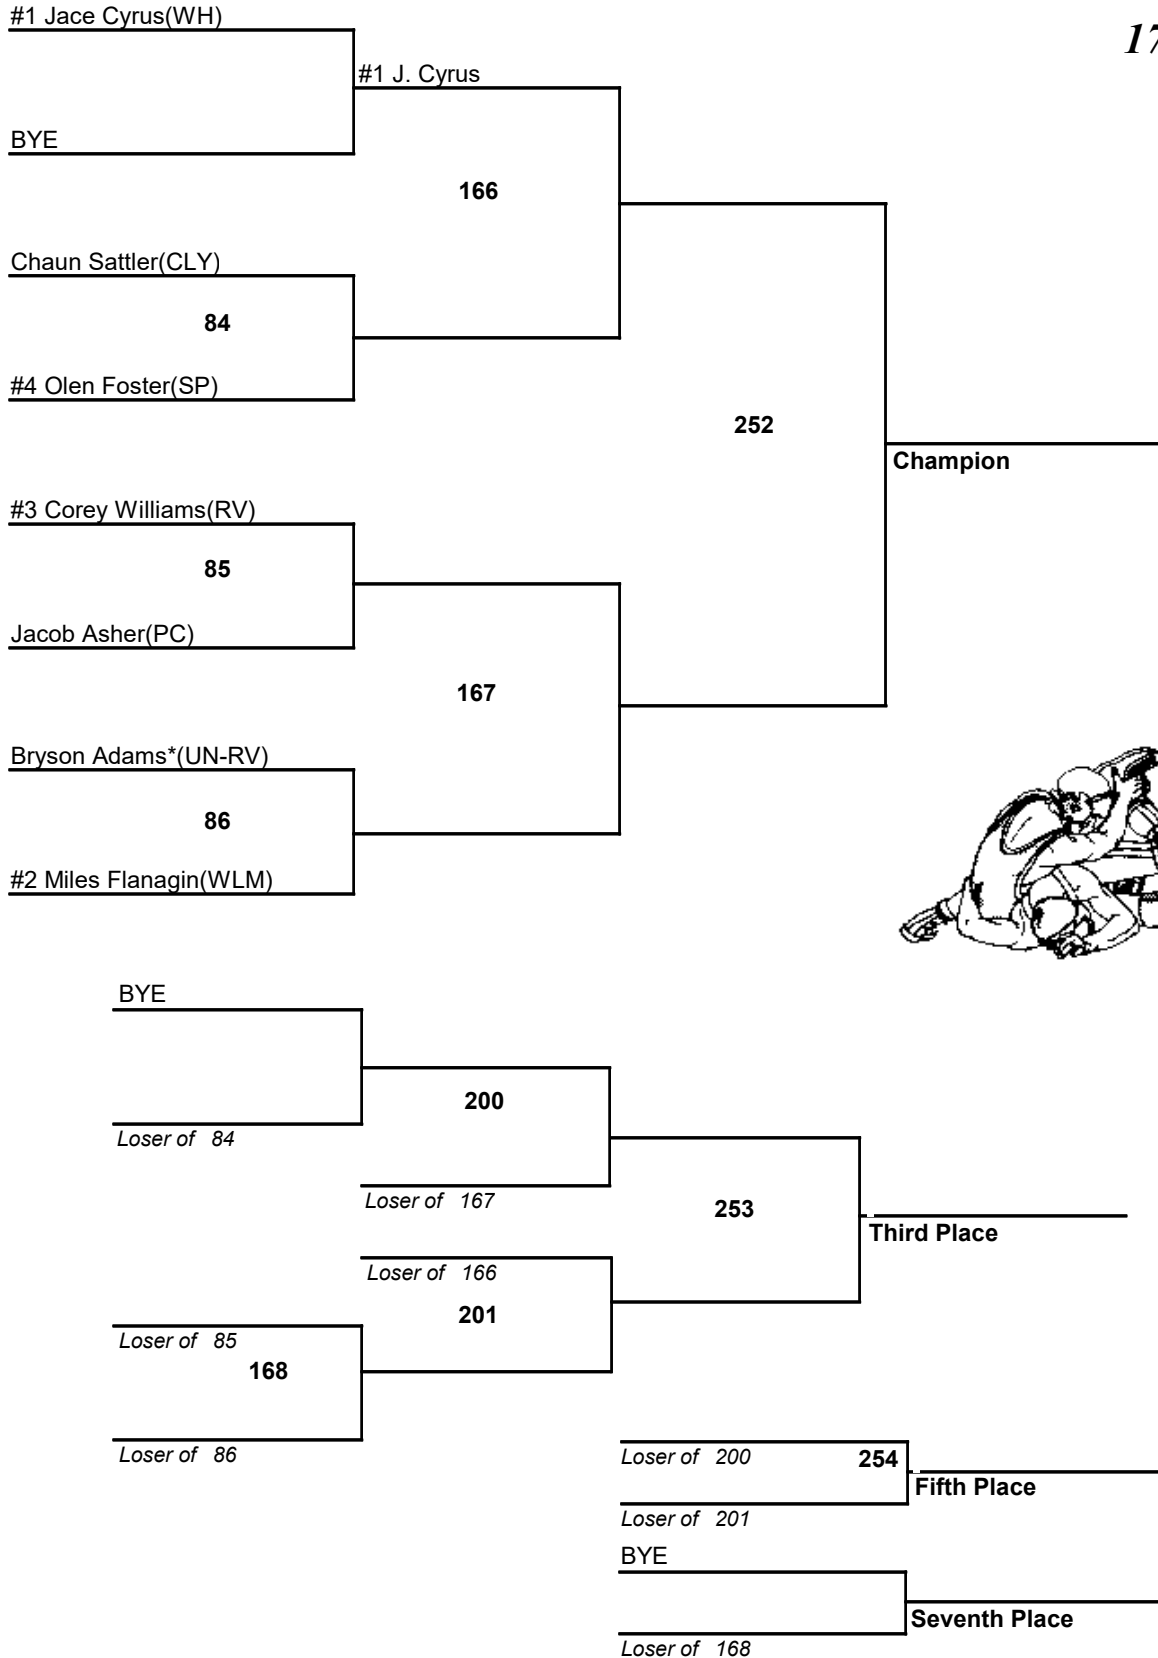 #1 Jace Cyrus(WH)
17
#1 J. Cyrus
BYE
166
Chaun Sattler(CLY)
84
#4 Olen Foster(SP)
252
Champion
#3 Corey Williams(RV)
85
Jacob Asher(PC)
167
Bryson Adams*(UN-RV)
86
#2 Miles Flanagin(WLM)
BYE
200
Loser of 84
Loser of 167
253
Third Place
Loser of 166
201
Loser of 85
168
Loser of 86
Loser of 200
254
Fifth Place
Loser of 201
BYE
Seventh Place
Loser of 168